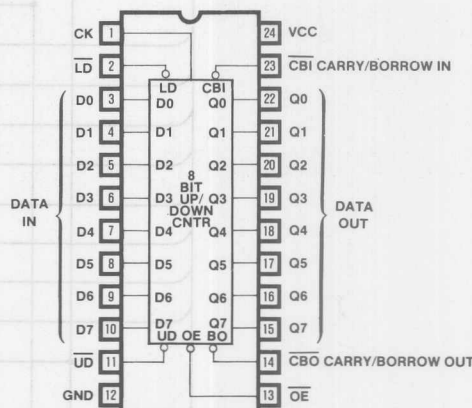 CK 1 24 VCC
LD 2 23 CBI CARRY/BORROW IN
LD CBI
D0 3 D0 Q0 22 Q0
D1 4 D1 Q1 21 Q1
D2 5 D2 Q2 20 Q2
8
BIT
UP/
DOWN
CNTR
D3 6 D3 Q3 19 Q3
DATA
IN
DATA
OUT
D4 7 D4 Q4 18 Q4
D5 8 D5 Q5 17 Q5
D6 9 D6 Q6 16 Q6
D7 10 D7 Q7 15 Q7
UD OE BO
UD 11 14 CBO CARRY/BORROW OUT
GND 12 13 OE